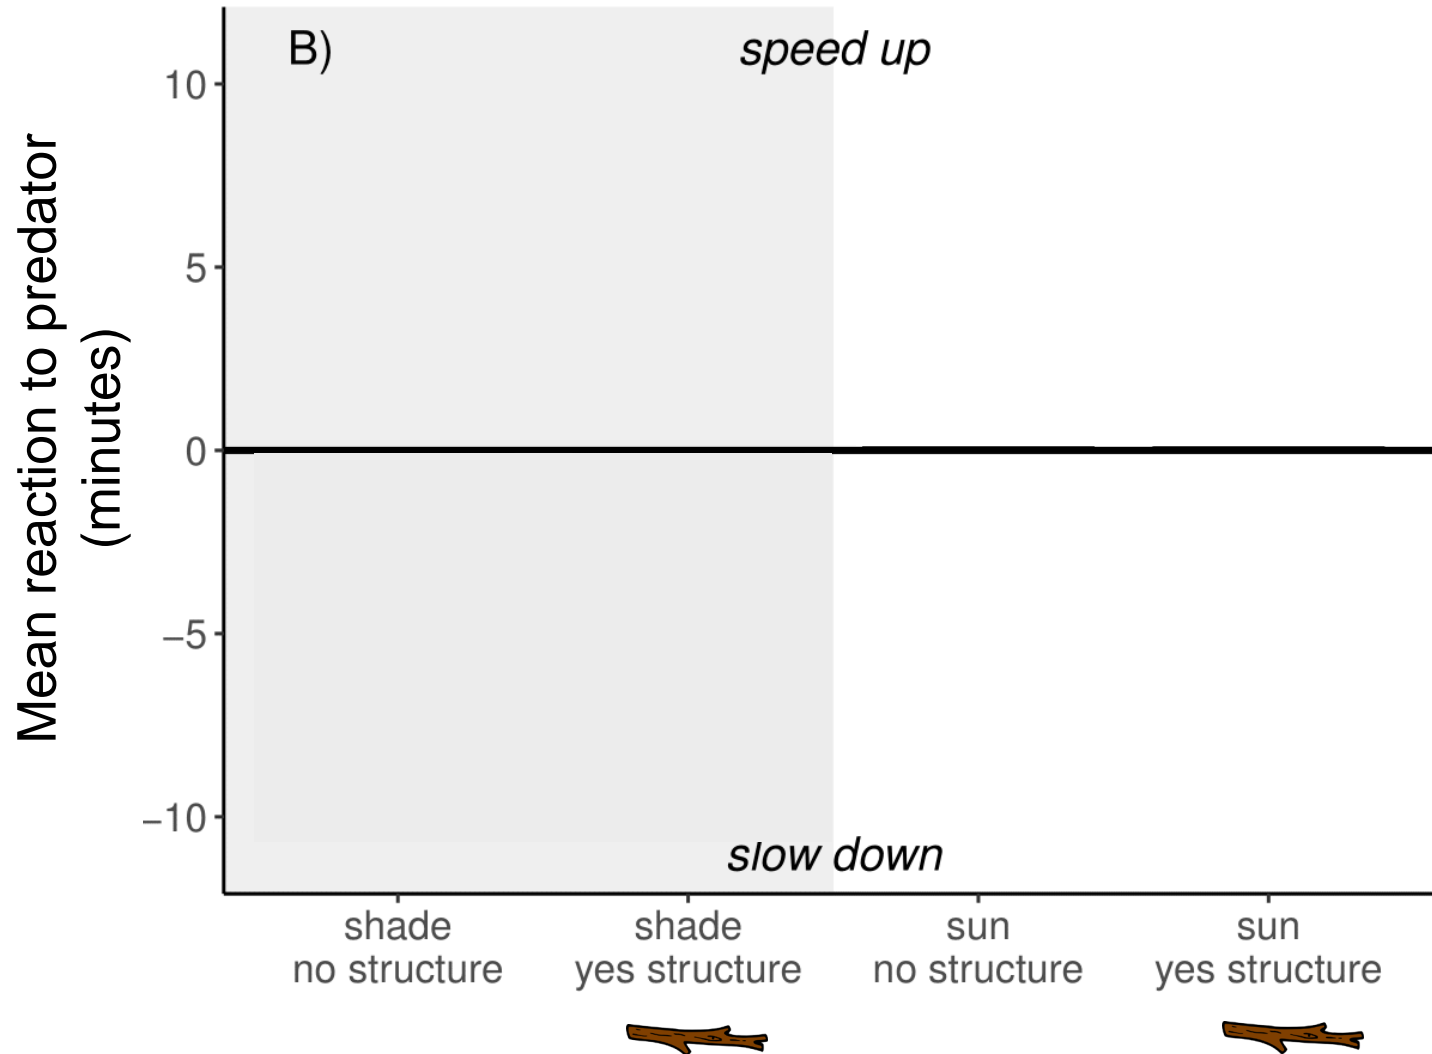 B)
speed up
10
5
0
−5
−10
Mean reaction to predator
(minutes)
slow down
shade
no structure
shade
yes structure
sun
no structure
sun
yes structure